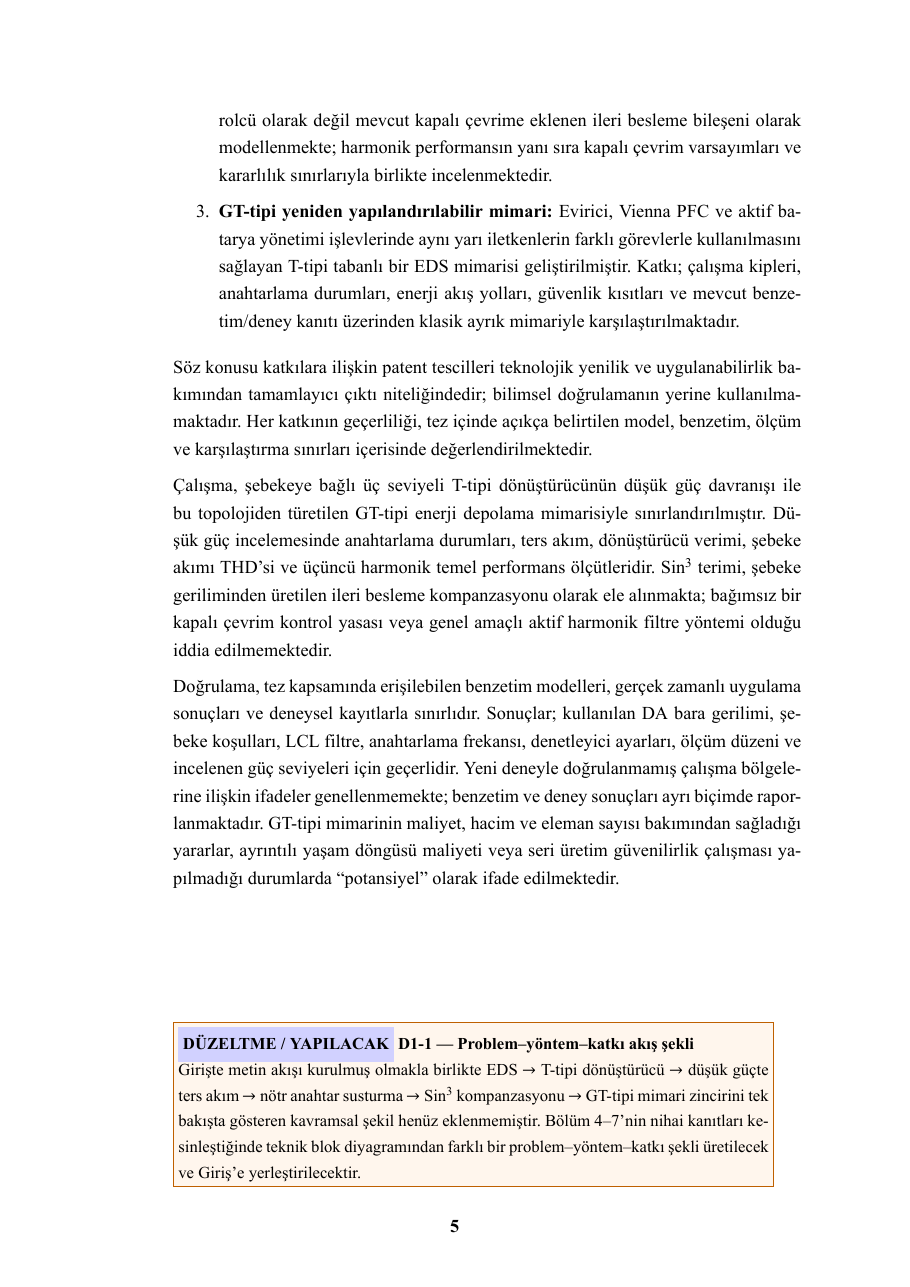 rolcü olarak değil mevcut kapalı çevrime eklenen ileri besleme bileşeni olarak
modellenmekte; harmonik performansın yanı sıra kapalı çevrim varsayımları ve
kararlılık sınırlarıyla birlikte incelenmektedir.
3. GT-tipi yeniden yapılandırılabilir mimari: Evirici, Vienna PFC ve aktif ba-
tarya yönetimi işlevlerinde aynı yarı iletkenlerin farklı görevlerle kullanılmasını
sağlayan T-tipi tabanlı bir EDS mimarisi geliştirilmiştir. Katkı; çalışma kipleri,
anahtarlama durumları, enerji akış yolları, güvenlik kısıtları ve mevcut benze-
tim/deney kanıtı üzerinden klasik ayrık mimariyle karşılaştırılmaktadır.
Söz konusu katkılara ilişkin patent tescilleri teknolojik yenilik ve uygulanabilirlik ba-
kımından tamamlayıcı çıktı niteliğindedir; bilimsel doğrulamanın yerine kullanılma-
maktadır. Her katkının geçerliliği, tez içinde açıkça belirtilen model, benzetim, ölçüm
ve karşılaştırma sınırları içerisinde değerlendirilmektedir.
Çalışma, şebekeye bağlı üç seviyeli T-tipi dönüştürücünün düşük güç davranışı ile
bu topolojiden türetilen GT-tipi enerji depolama mimarisiyle sınırlandırılmıştır. Dü-
şük güç incelemesinde anahtarlama durumları, ters akım, dönüştürücü verimi, şebeke
akımı THD’si ve üçüncü harmonik temel performans ölçütleridir. Sin³ terimi, şebeke
geriliminden üretilen ileri besleme kompanzasyonu olarak ele alınmakta; bağımsız bir
kapalı çevrim kontrol yasası veya genel amaçlı aktif harmonik filtre yöntemi olduğu
iddia edilmemektedir.
Doğrulama, tez kapsamında erişilebilen benzetim modelleri, gerçek zamanlı uygulama
sonuçları ve deneysel kayıtlarla sınırlıdır. Sonuçlar; kullanılan DA bara gerilimi, şe-
beke koşulları, LCL filtre, anahtarlama frekansı, denetleyici ayarları, ölçüm düzeni ve
incelenen güç seviyeleri için geçerlidir. Yeni deneyle doğrulanmamış çalışma bölgele-
rine ilişkin ifadeler genellenmemekte; benzetim ve deney sonuçları ayrı biçimde rapor-
lanmaktadır. GT-tipi mimarinin maliyet, hacim ve eleman sayısı bakımından sağladığı
yararlar, ayrıntılı yaşam döngüsü maliyeti veya seri üretim güvenilirlik çalışması ya-
pılmadığı durumlarda “potansiyel” olarak ifade edilmektedir.
DÜZELTME / YAPILACAK D1-1 — Problem–yöntem–katkı akış şekli
Girişte metin akışı kurulmuş olmakla birlikte EDS → T-tipi dönüştürücü → düşük güçte
ters akım → nötr anahtar susturma → Sin³ kompanzasyonu → GT-tipi mimari zincirini tek
bakışta gösteren kavramsal şekil henüz eklenmemiştir. Bölüm 4–7’nin nihai kanıtları ke-
sinleştiğinde teknik blok diyagramından farklı bir problem–yöntem–katkı şekli üretilecek
ve Giriş’e yerleştirilecektir.
5